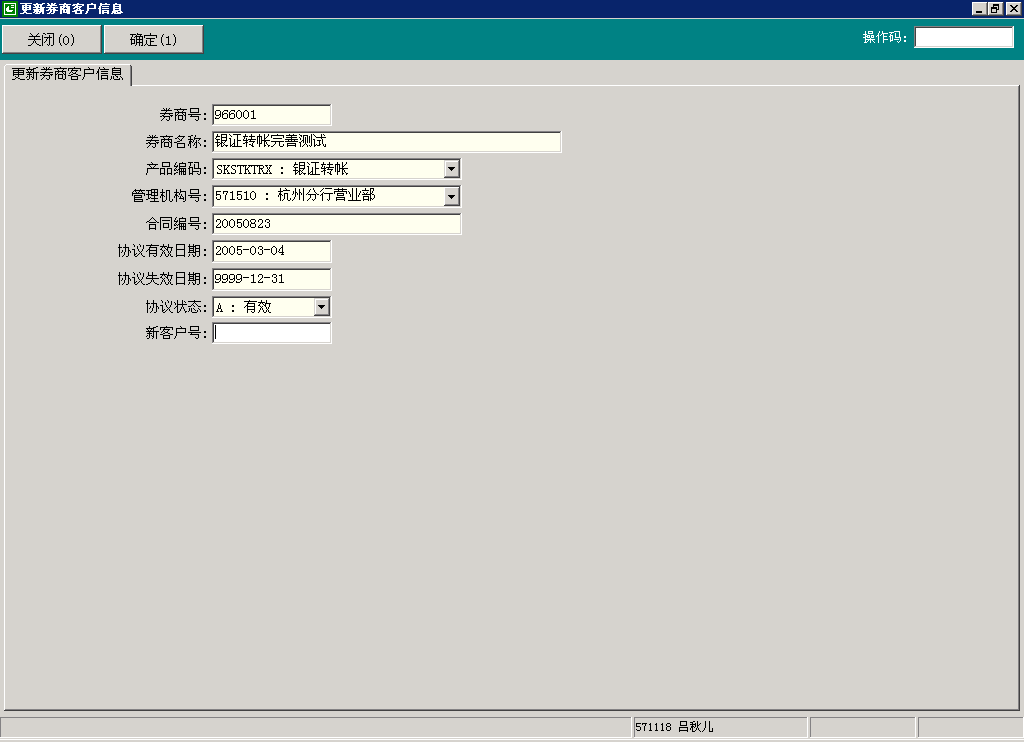 更新券商客户信息
关闭(0) 确定(1) 操作码:
更新券商客户信息
券商号: 966001
券商名称: 银证转帐完善测试
产品编码: SKSTKTRX : 银证转帐
管理机构号: 571510 : 杭州分行营业部
合同编号: 20050823
协议有效日期: 2005-03-04
协议失效日期: 9999-12-31
协议状态: A : 有效
新客户号:
571118 吕秋儿